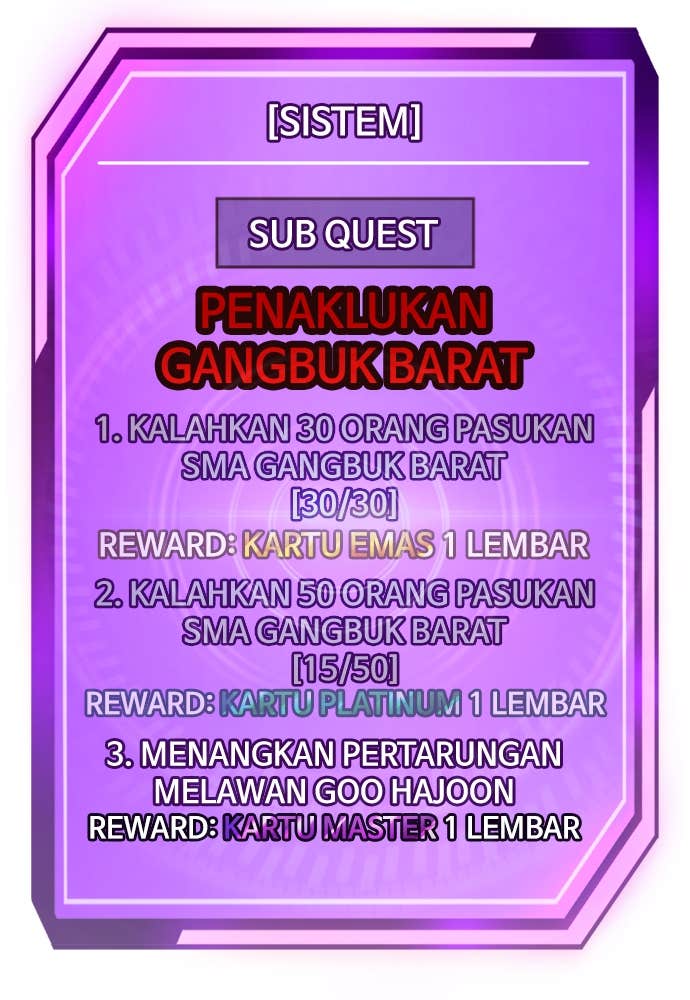 [SISTEM]
SUB QUEST
PENAKLUKAN
GANGBUK BARAT
1. KALAHKAN 30 ORANG PASUKAN
SMA GANGBUK BARAT
[30/30]
REWARD: KARTU EMAS 1 LEMBAR
2. KALAHKAN 50 ORANG PASUKAN
SMA GANGBUK BARAT
[15/50]
REWARD: KARTU PLATINUM 1 LEMBAR
3. MENANGKAN PERTARUNGAN
MELAWAN GOO HAJOON
REWARD: KARTU MASTER 1 LEMBAR